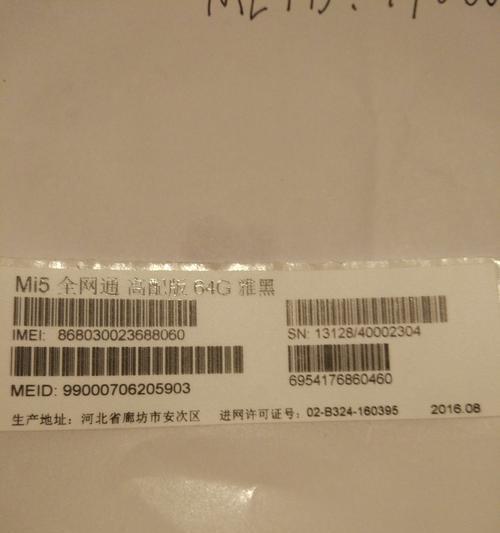 Mi5 全网通 高配版 64G 雅黑
IMEI: 868030023688060
SN: 13128/40002304
MEID: 99000706205903
6954176860460
生产地址: 河北省廊坊市安次区 进网许可证号: 02-B324-160395 2016.08